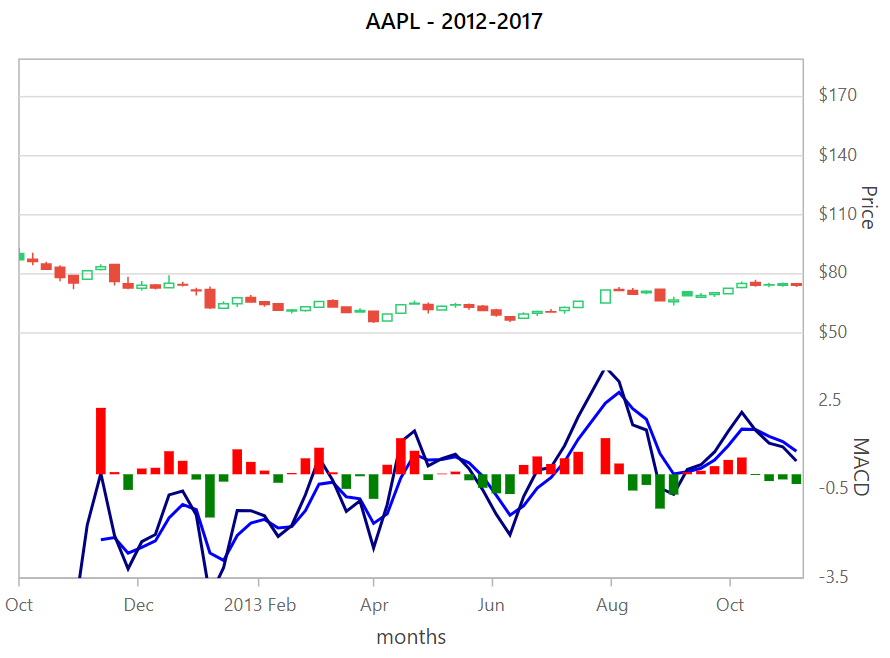 AAPL - 2012-2017
$170
$140
$110
$80
$50
Price
2.5
-0.5
-3.5
MACD
Oct
Dec
2013 Feb
Apr
Jun
Aug
Oct
months